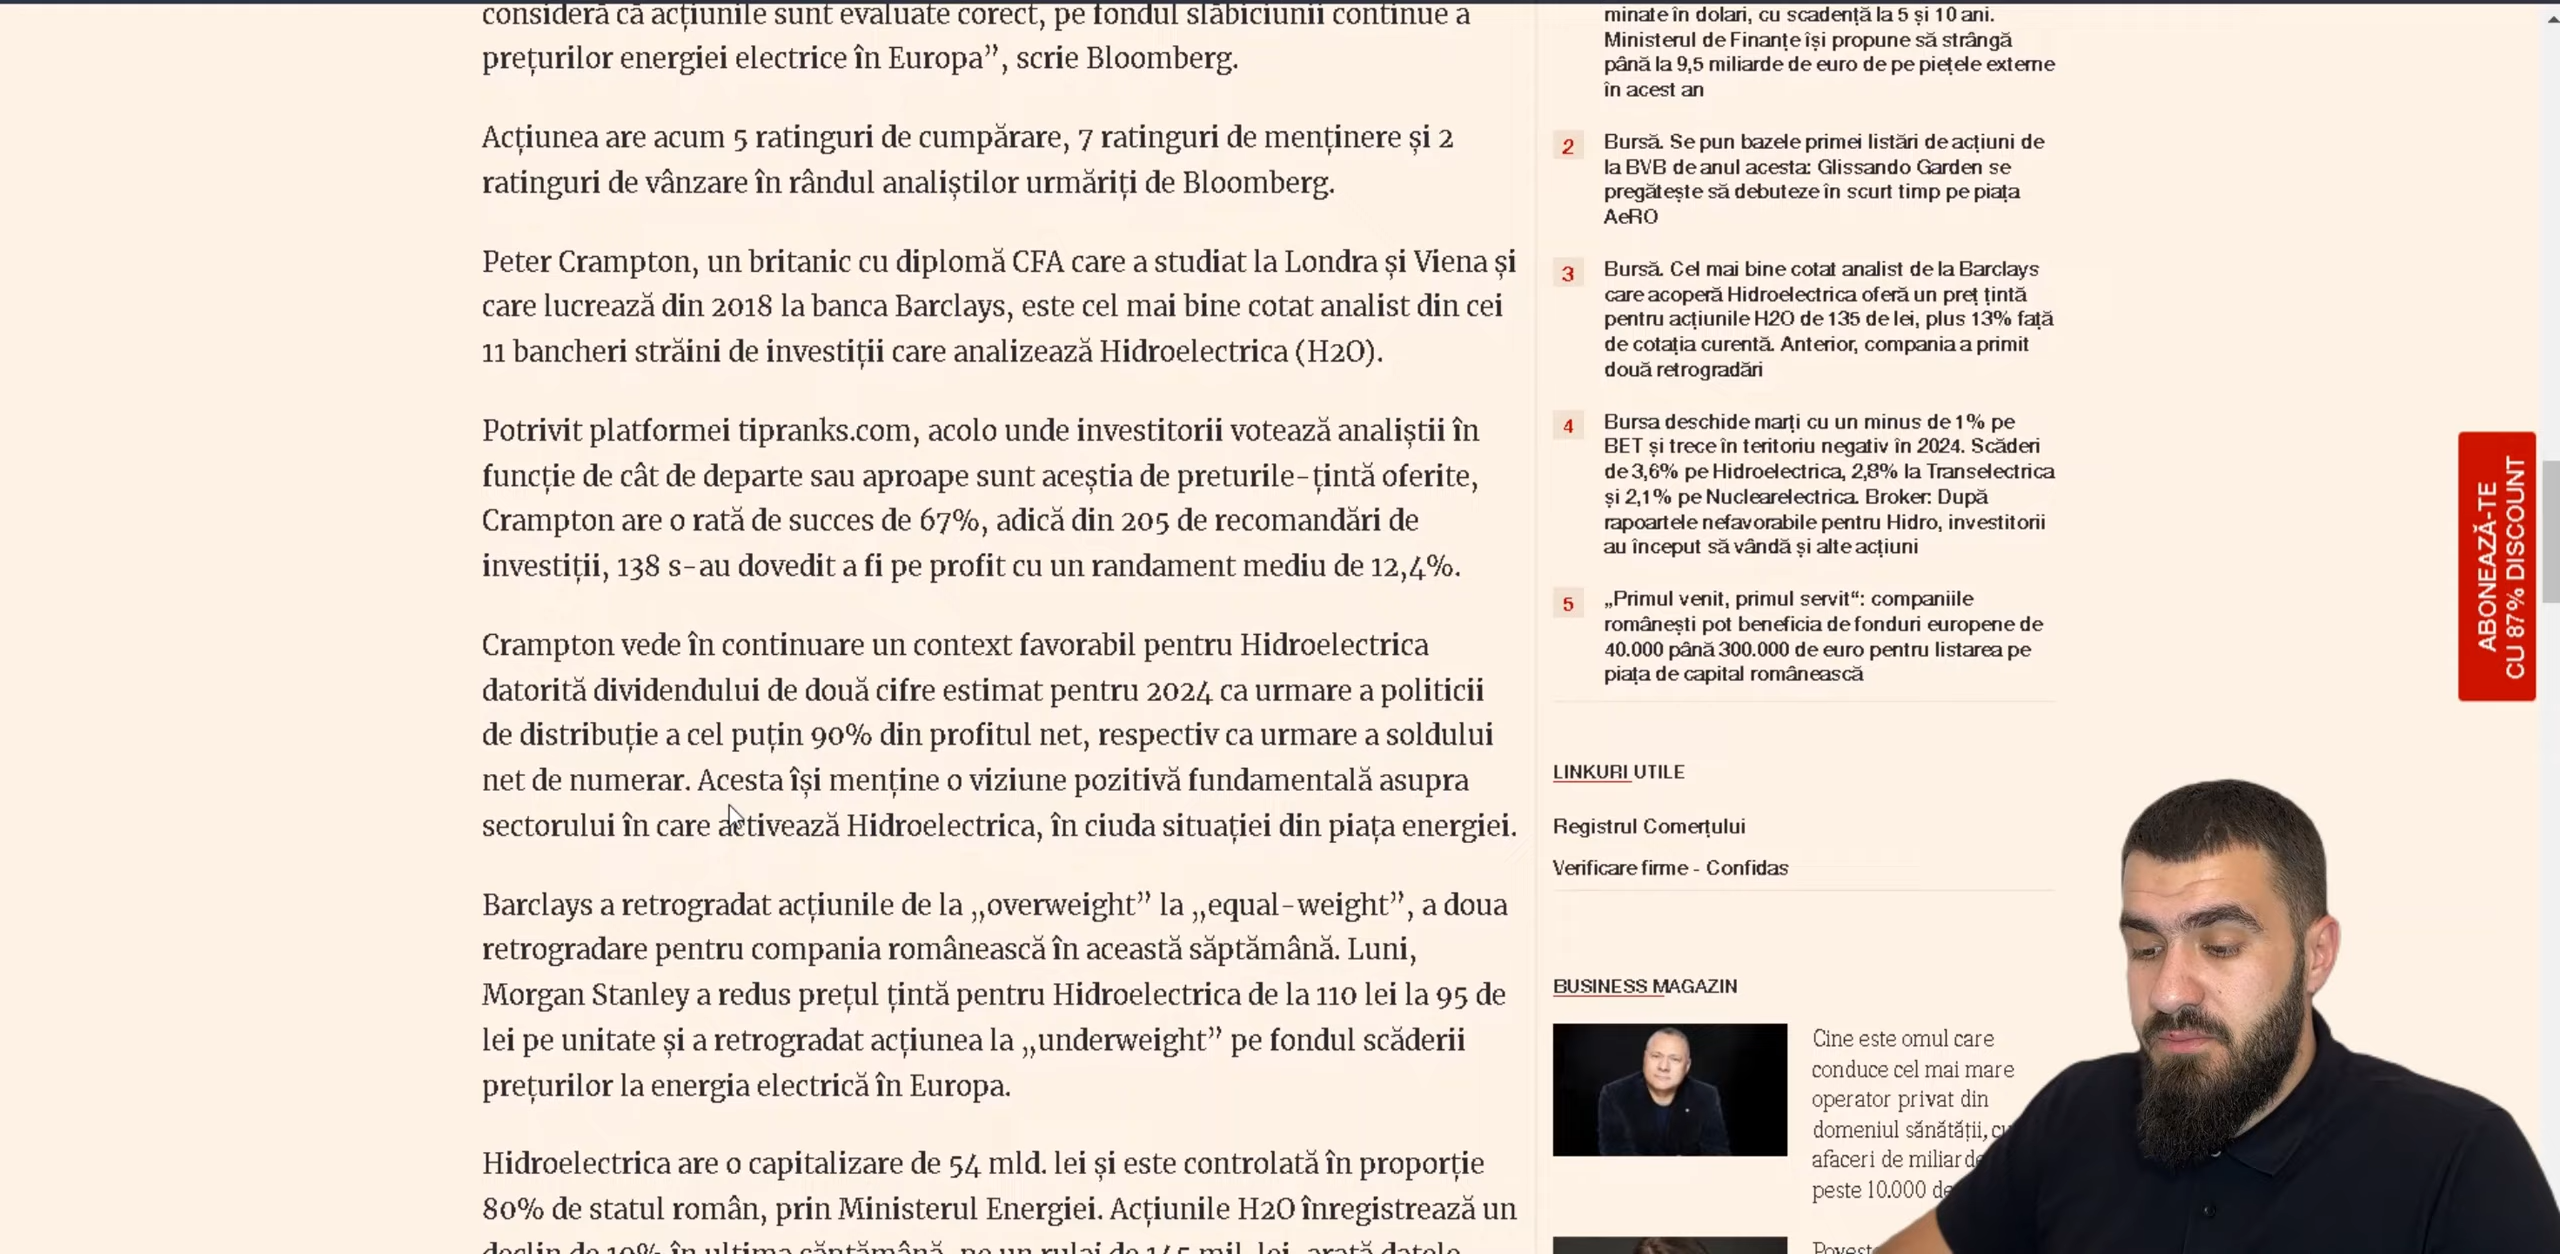 consideră că acțiunile sunt evaluate corect, pe fondul slăbiciunii continue a
prețurilor energiei electrice în Europa”, scrie Bloomberg.
Acțiunea are acum 5 ratinguri de cumpărare, 7 ratinguri de menținere și 2
ratinguri de vânzare în rândul analiștilor urmăriți de Bloomberg.
Peter Crampton, un britanic cu diplomă CFA care a studiat la Londra și Viena și
care lucrează din 2018 la banca Barclays, este cel mai bine cotat analist din cei
11 bancheri străini de investiții care analizează Hidroelectrica (H2O).
Potrivit platformei tipranks.com, acolo unde investitorii votează analiștii în
funcție de cât de departe sau aproape sunt aceștia de preturile-țintă oferite,
Crampton are o rată de succes de 67%, adică din 205 de recomandări de
investiții, 138 s-au dovedit a fi pe profit cu un randament mediu de 12,4%.
Crampton vede în continuare un context favorabil pentru Hidroelectrica
datorită dividendului de două cifre estimat pentru 2024 ca urmare a politicii
de distribuție a cel puțin 90% din profitul net, respectiv ca urmare a soldului
net de numerar. Acesta își menține o viziune pozitivă fundamentală asupra
sectorului în care activează Hidroelectrica, în ciuda situației din piața energiei.
Barclays a retrogradat acțiunile de la „overweight” la „equal-weight”, a doua
retrogradare pentru compania românească în această săptămână. Luni,
Morgan Stanley a redus prețul țintă pentru Hidroelectrica de la 110 lei la 95 de
lei pe unitate și a retrogradat acțiunea la „underweight” pe fondul scăderii
prețurilor la energia electrică în Europa.
Hidroelectrica are o capitalizare de 54 mld. lei și este controlată în proporție
80% de statul român, prin Ministerul Energiei. Acțiunile H2O înregistrează un
declin de 10% în ultima săptămână, pe un rulaj de 145 mil. lei, arată datele
minate în dolari, cu scadență la 5 și 10 ani.
Ministerul de Finanțe își propune să strângă
până la 9,5 miliarde de euro de pe piețele externe
în acest an
2
Bursă. Se pun bazele primei listări de acțiuni de
la BVB de anul acesta: Glissando Garden se
pregătește să debuteze în scurt timp pe piața
AeRO
3
Bursă. Cel mai bine cotat analist de la Barclays
care acoperă Hidroelectrica oferă un preț țintă
pentru acțiunile H2O de 135 de lei, plus 13% față
de cotația curentă. Anterior, compania a primit
două retrogradări
4
Bursa deschide marți cu un minus de 1% pe
BET și trece în teritoriu negativ în 2024. Scăderi
de 3,6% pe Hidroelectrica, 2,8% la Transelectrica
și 2,1% pe Nuclearelectrica. Broker: După
rapoartele nefavorabile pentru Hidro, investitorii
au început să vândă și alte acțiuni
5
„Primul venit, primul servit“: companiile
românești pot beneficia de fonduri europene de
40.000 până 300.000 de euro pentru listarea pe
piața de capital românească
LINKURI UTILE
Registrul Comerțului
Verificare firme - Confidas
BUSINESS MAGAZIN
Cine este omul care
conduce cel mai mare
operator privat din
domeniul sănătății, cu
afaceri de miliarde
peste 10.000 de
ABONEAZĂ-TE
CU 87% DISCOUNT